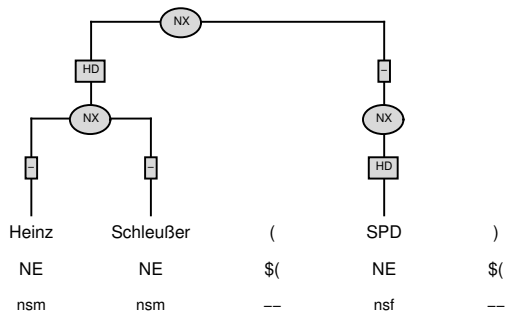 NX
HD –
NX NX
– – HD
Heinz Schleußer ( SPD )
NE NE $( NE $(
nsm nsm −− nsf −−